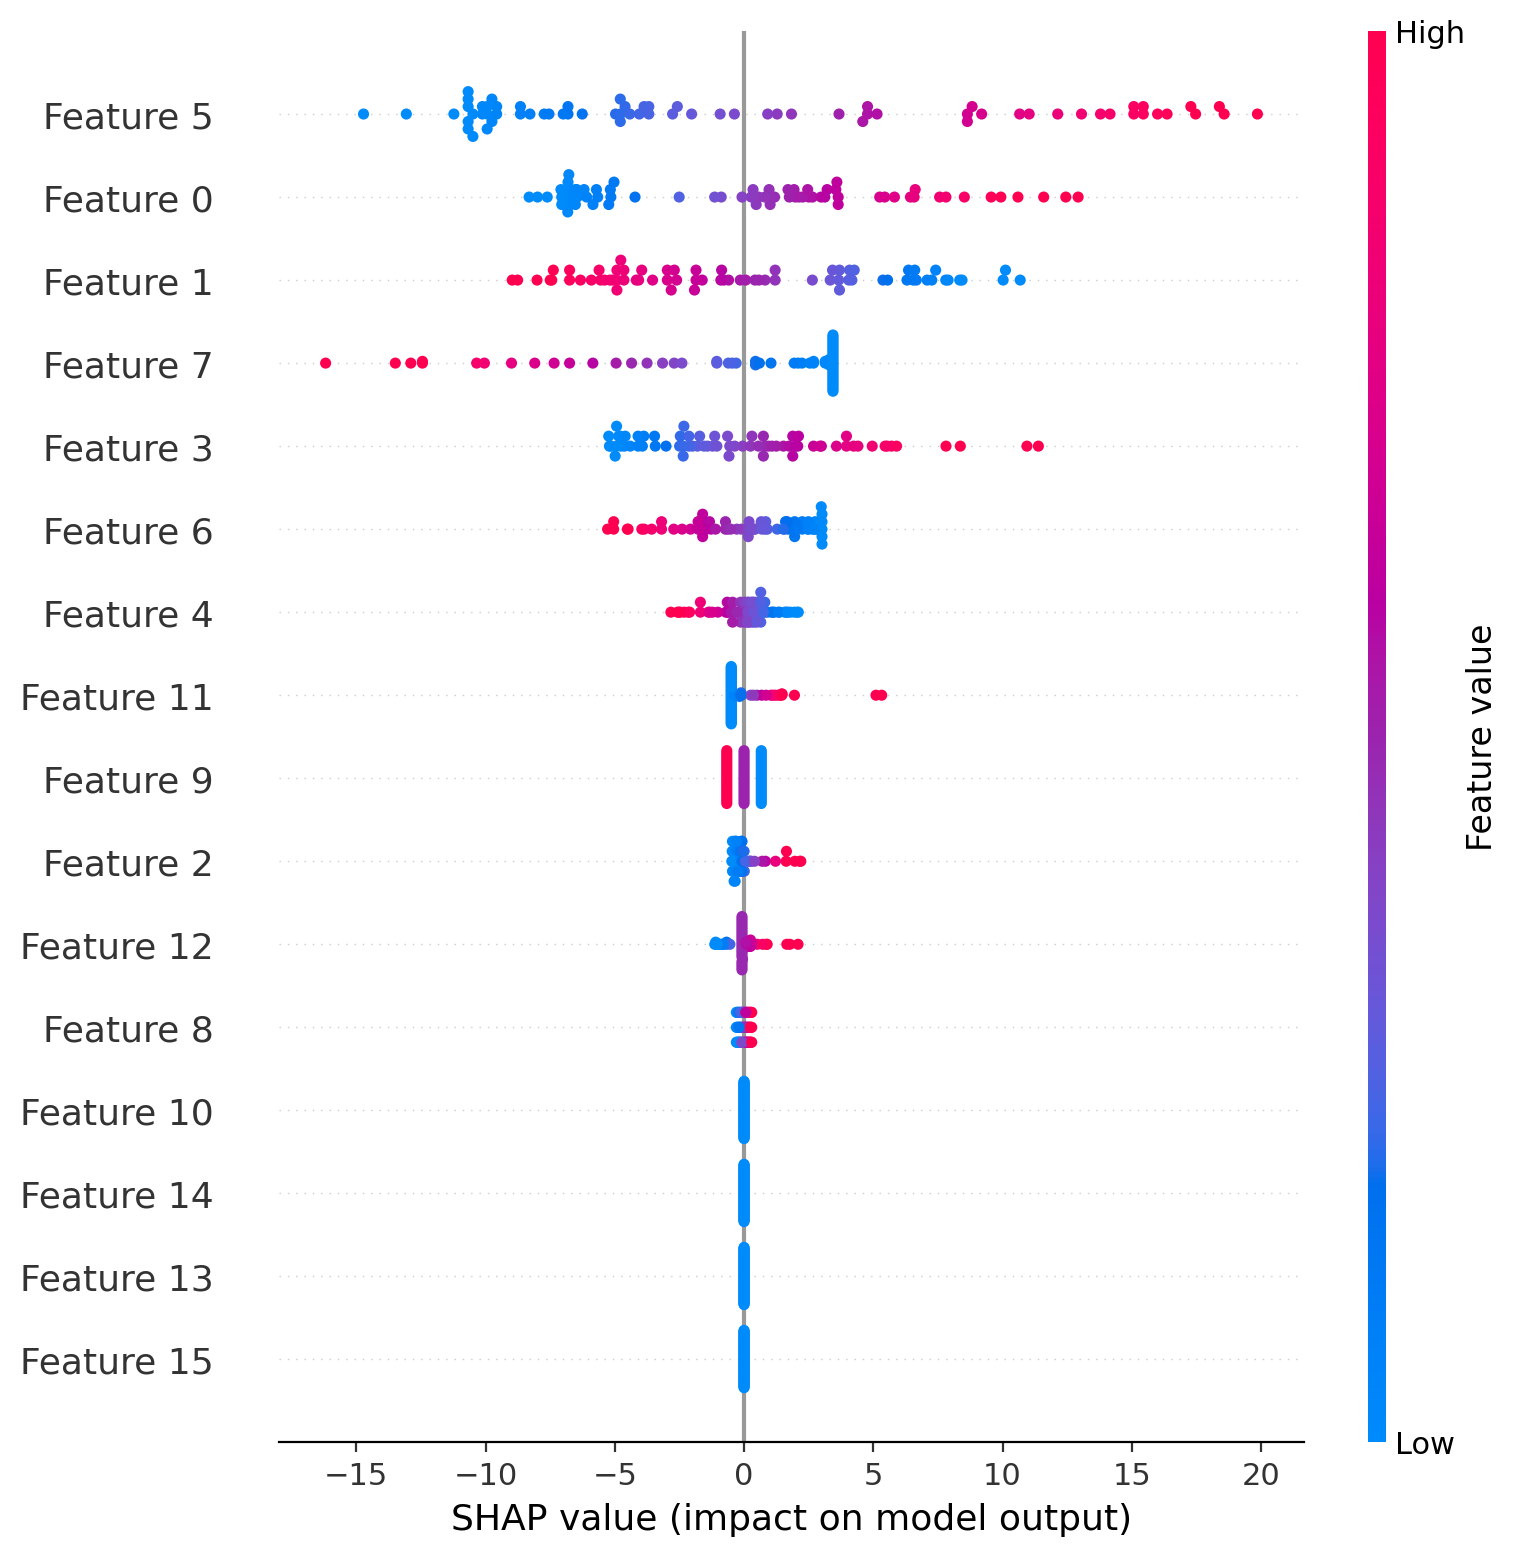 High
Feature 5
Feature 0
Feature 1
Feature 7
Feature 3
Feature 6
Feature 4
Feature 11
Feature 9
Feature 2
Feature 12
Feature 8
Feature 10
Feature 14
Feature 13
Feature 15
Feature value
Low
−15 −10 −5 0 5 10 15 20
SHAP value (impact on model output)